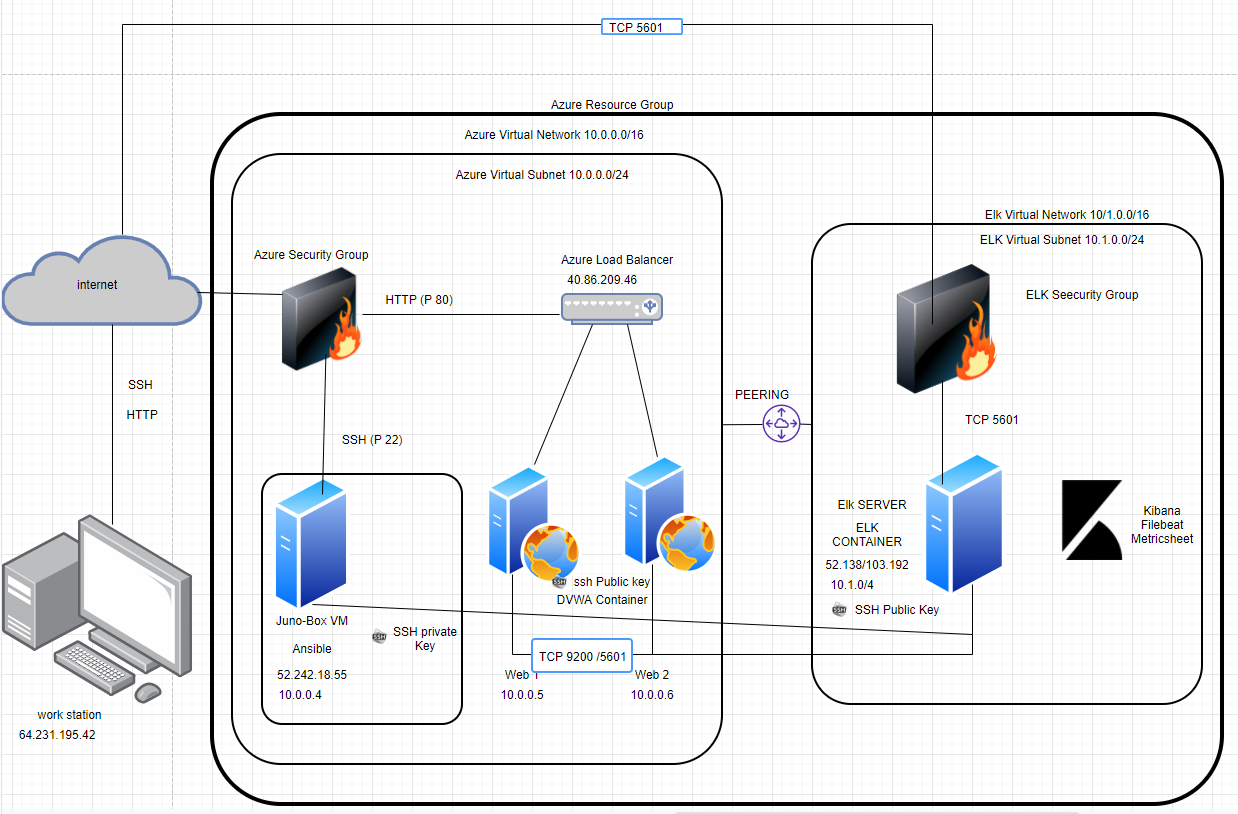 TCP 5601
Azure Resource Group
Azure Virtual Network 10.0.0.0/16
Azure Virtual Subnet 10.0.0.0/24
Elk Virtual Network 10/1.0.0/16
ELK Virtual Subnet 10.1.0.0/24
Azure Security Group
Azure Load Balancer
40.86.209.46
internet
HTTP (P 80)
ELK Seecurity Group
SSH
HTTP
PEERING
TCP 5601
SSH (P 22)
Elk SERVER
ELK
CONTAINER
52.138/103.192
10.1.0/4
Kibana
Filebeat
Metricsheet
SSH
ssh Public key
DVWA Container
SSH
SSH Public Key
Juno-Box VM
Ansible
52.242.18.55
10.0.0.4
SSH
SSH private
Key
TCP 9200 /5601
Web 1
10.0.0.5
Web 2
10.0.0.6
work station
64.231.195.42